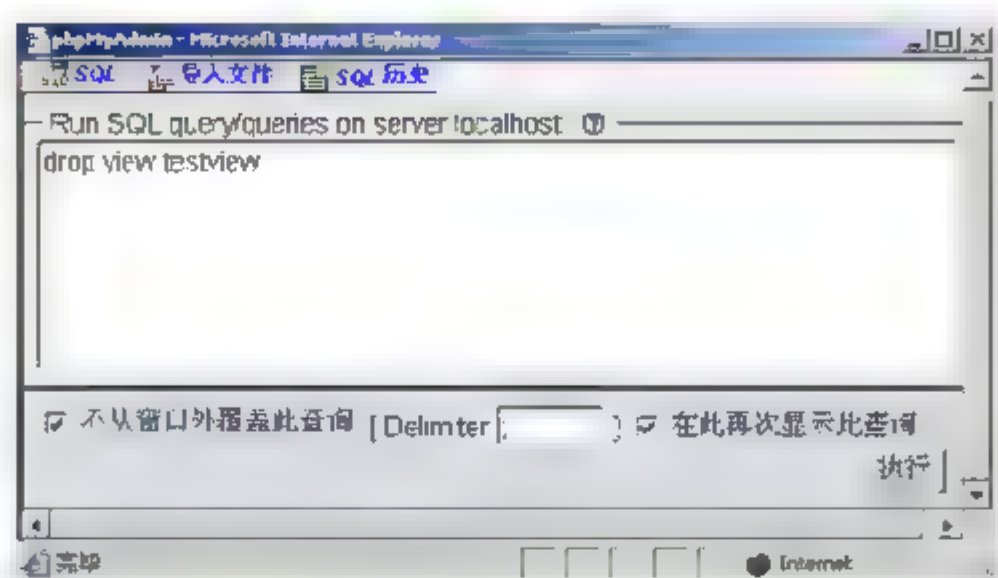 phpMyAdmin - Microsoft Internet Explorer
SQL 导入文件 SQL 历史
Run SQL query/queries on server localhost
drop view testview
不从窗口外覆盖此查询 [ Delimiter ; ] 在此再次显示此查询
执行
完毕 Internet